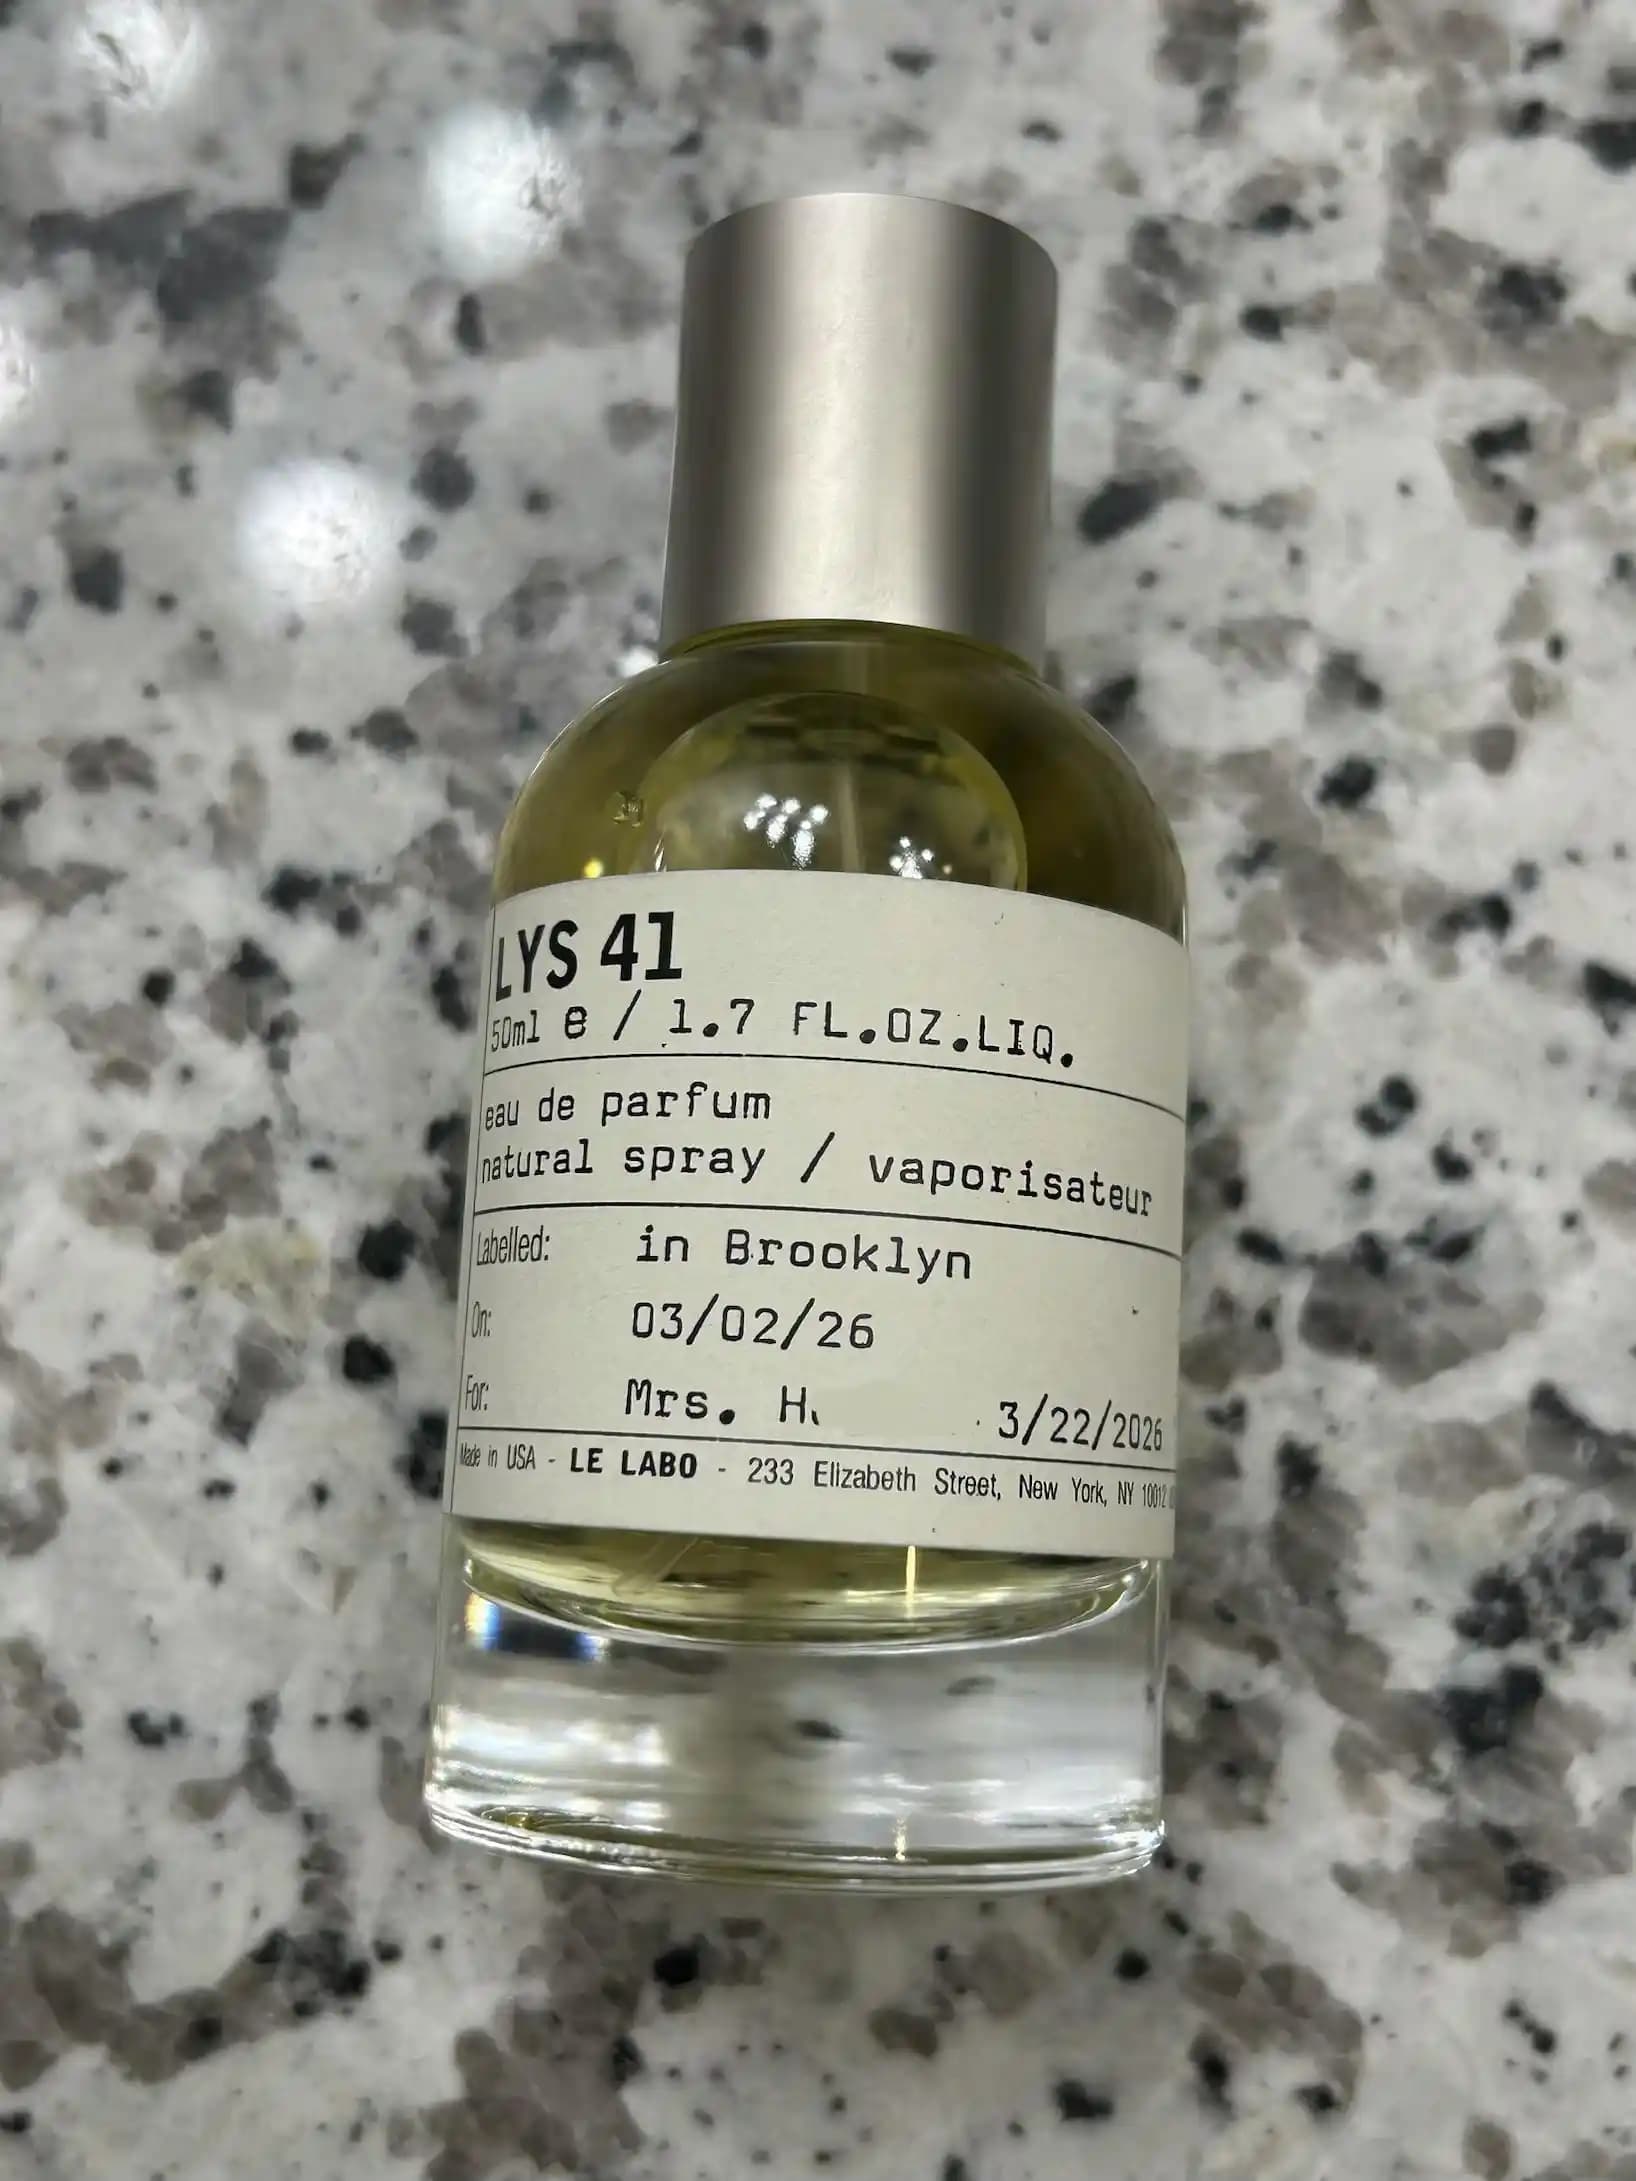 LYS 41
50ml e / 1.7 FL.OZ.LIQ.
eau de parfum
natural spray / vaporisateur
Labelled: in Brooklyn
On: 03/02/26
For: Mrs. H. 3/22/2026
Made in USA - LE LABO - 233 Elizabeth Street, New York, NY 10012